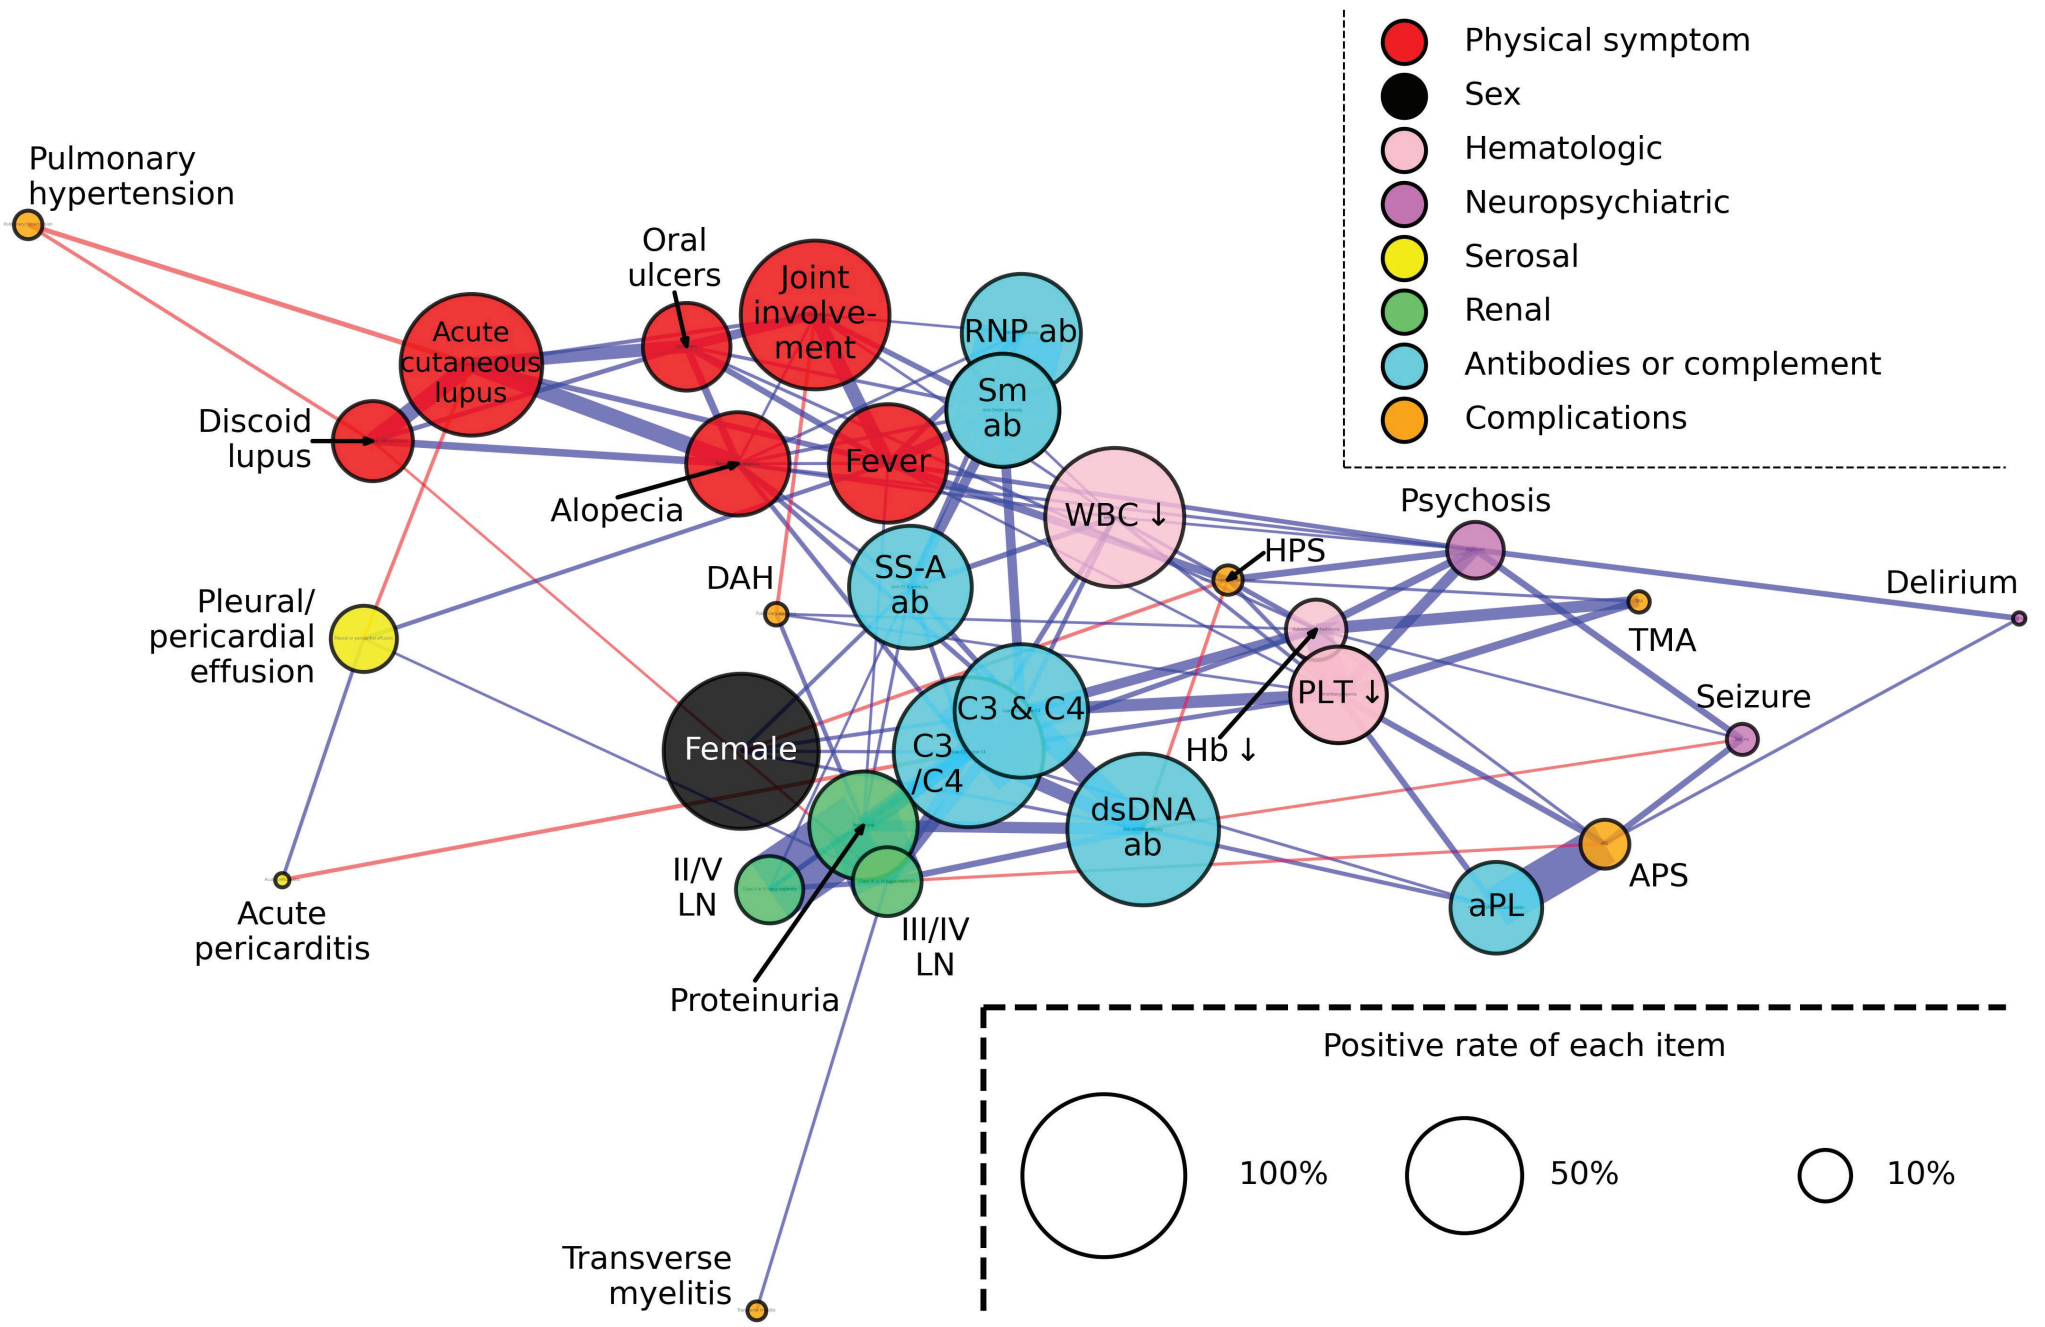 Physical symptom
Sex
Hematologic
Neuropsychiatric
Serosal
Renal
Antibodies or complement
Complications
Pulmonary
hypertension
Oral
ulcers
Joint
involve-
ment
RNP ab
Acute
cutaneous
lupus
Sm
ab
Discoid
lupus
Alopecia
Fever
WBC ↓
Psychosis
HPS
Delirium
SS-A
ab
DAH
Pleural/
pericardial
effusion
TMA
PLT ↓
Seizure
Hb ↓
C3 & C4
Female
C3
/C4
dsDNA
ab
II/V
LN
APS
aPL
Acute
pericarditis
III/IV
LN
Proteinuria
Positive rate of each item
100%
50%
10%
Transverse
myelitis